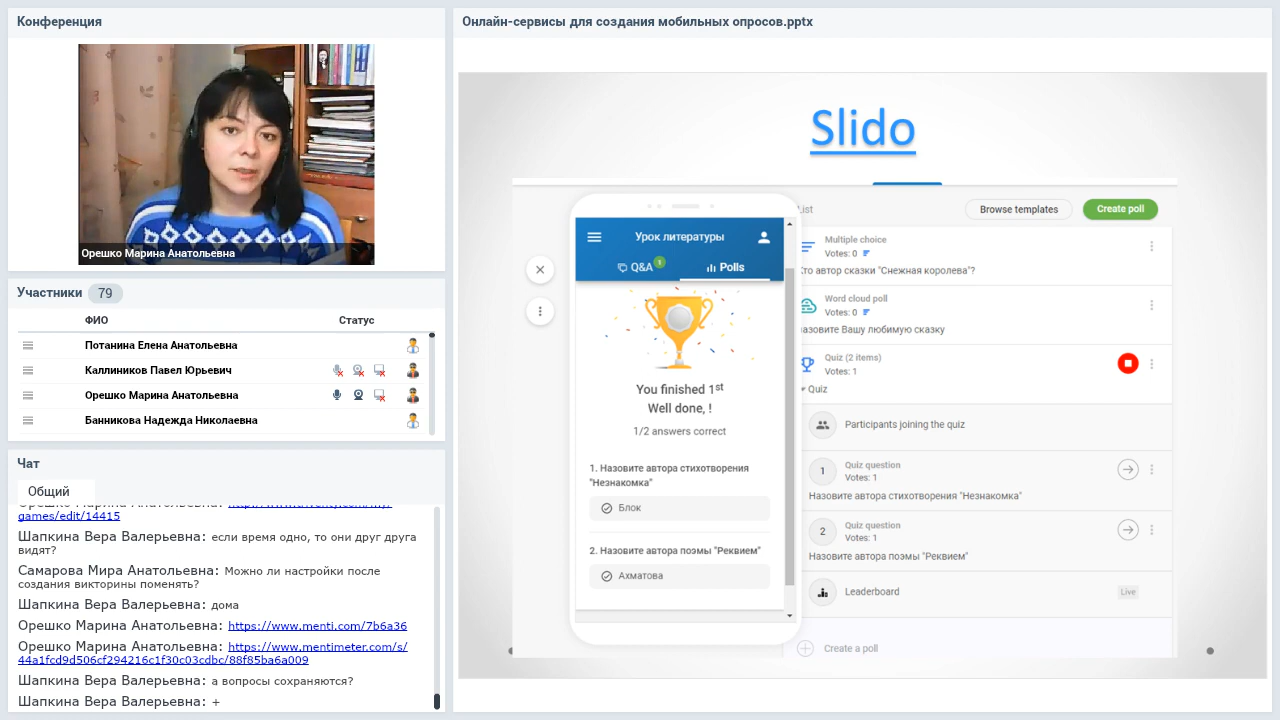 Конференция
Орешко Марина Анатольевна
Участники 79
ФИО Статус
Потанина Елена Анатольевна
Каллиников Павел Юрьевич
Орешко Марина Анатольевна
Банникова Надежда Николаевна
Чат
Общий
games/edit/14415
Шапкина Вера Валерьевна: если время одно, то они друг друга
видят?
Самарова Мира Анатольевна: Можно ли настройки после
создания викторины поменять?
Шапкина Вера Валерьевна: дома
Орешко Марина Анатольевна: https://www.menti.com/7b6a36
Орешко Марина Анатольевна: https://www.mentimeter.com/s/
44a1fcd9d506cf294216c1f30c03cdbc/88f85ba6a009
Шапкина Вера Валерьевна: а вопросы сохраняются?
Шапкина Вера Валерьевна: +
Онлайн-сервисы для создания мобильных опросов.pptx
Slido
Урок литературы
Q&A 1 Polls
You finished 1st
Well done, !
1/2 answers correct
1. Назовите автора стихотворения
"Незнакомка"
Блок
2. Назовите автора поэмы "Реквием"
Ахматова
Browse templates Create poll
Multiple choice
Votes: 0
автор сказки "Снежная королева"?
Word cloud poll
Votes: 0
Вашу любимую сказку
Quiz (2 items)
Votes: 1
Quiz
Participants joining the quiz
1 Quiz question
Votes: 1
Назовите автора стихотворения "Незнакомка"
2 Quiz question
Votes: 1
Назовите автора поэмы "Реквием"
Leaderboard Live
Create a poll